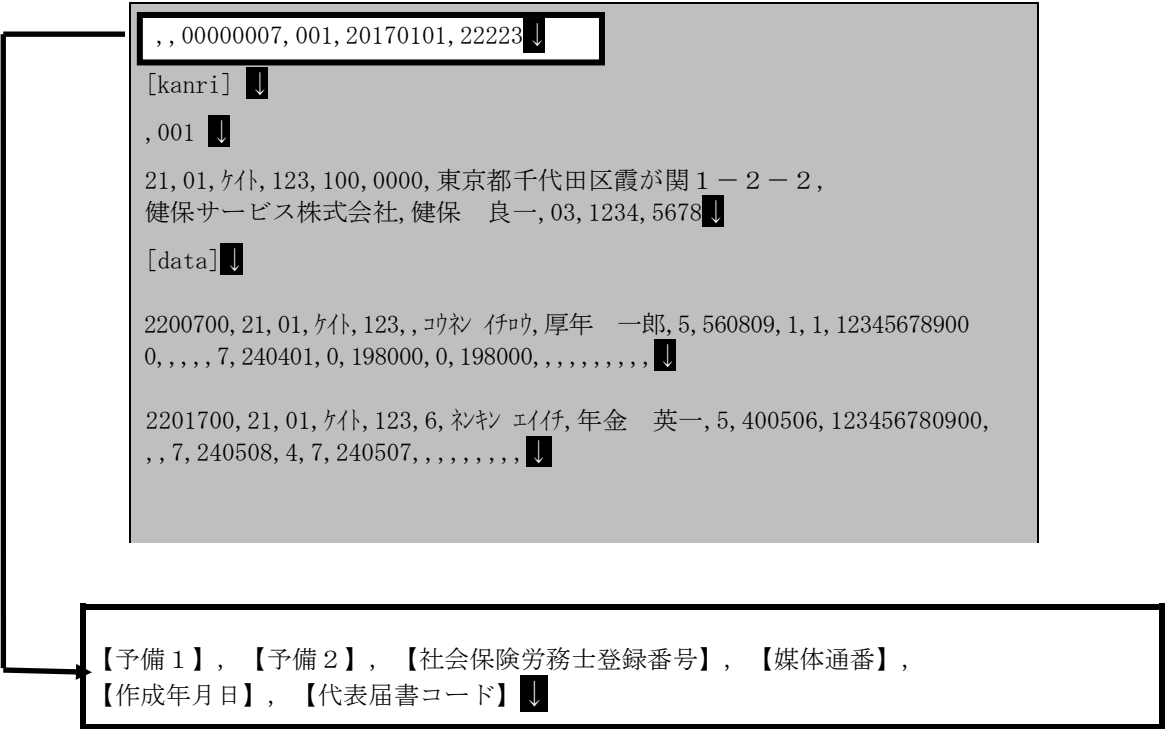 ,,00000007,001,20170101,22223↓
[kanri] ↓
,001 ↓
21,01,ｹｲﾄ,123,100,0000,東京都千代田区霞が関１－２－２,
健保サービス株式会社,健保　良一,03,1234,5678↓
[data]↓
2200700,21,01,ｹｲﾄ,123,,ｺｳﾈﾝ ｲﾁﾛｳ,厚年　一郎,5,560809,1,1,12345678900
0,,,,,7,240401,0,198000,0,198000,,,,,,,,,,↓
2201700,21,01,ｹｲﾄ,123,6,ﾈﾝｷﾝ ｴｲｲﾁ,年金　英一,5,400506,123456780900,
,,7,240508,4,7,240507,,,,,,,,,↓
【予備１】,【予備２】,【社会保険労務士登録番号】,【媒体通番】,
【作成年月日】,【代表届書コード】↓